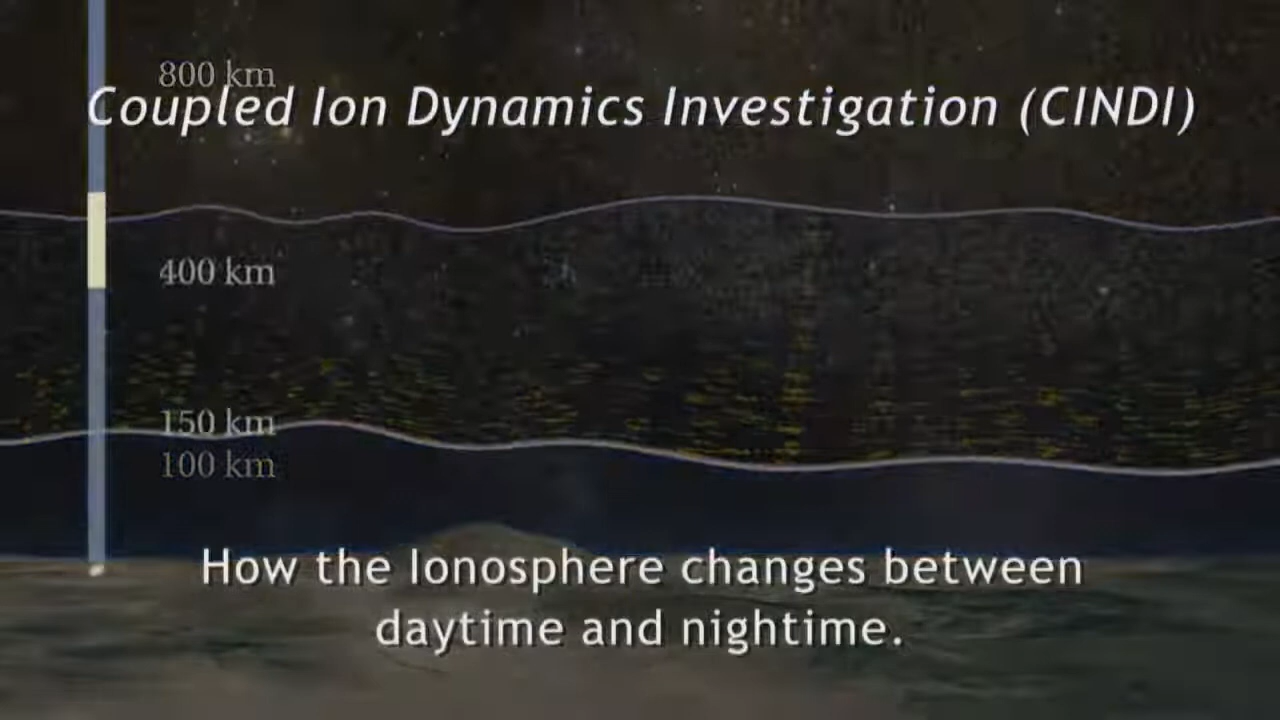 800 km
Coupled Ion Dynamics Investigation (CINDI)
400 km
150 km
100 km
How the Ionosphere changes between
daytime and nightime.